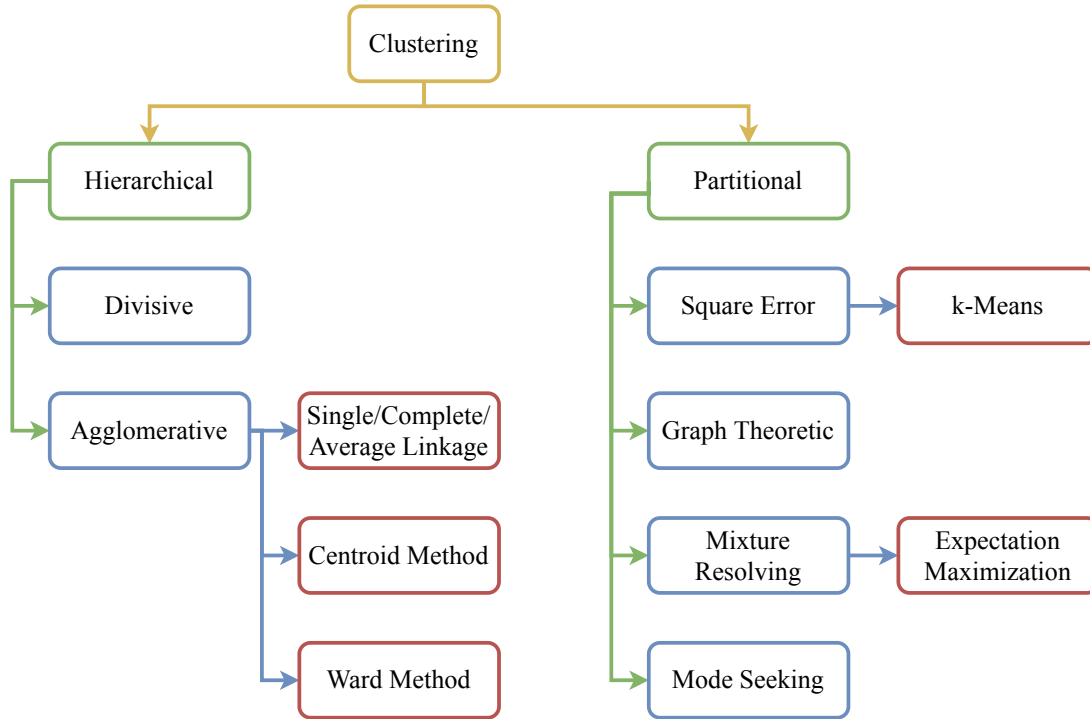 Clustering
Hierarchical
Partitional
Divisive
Square Error
k-Means
Agglomerative
Single/Complete/
Average Linkage
Graph Theoretic
Centroid Method
Mixture
Resolving
Expectation
Maximization
Ward Method
Mode Seeking